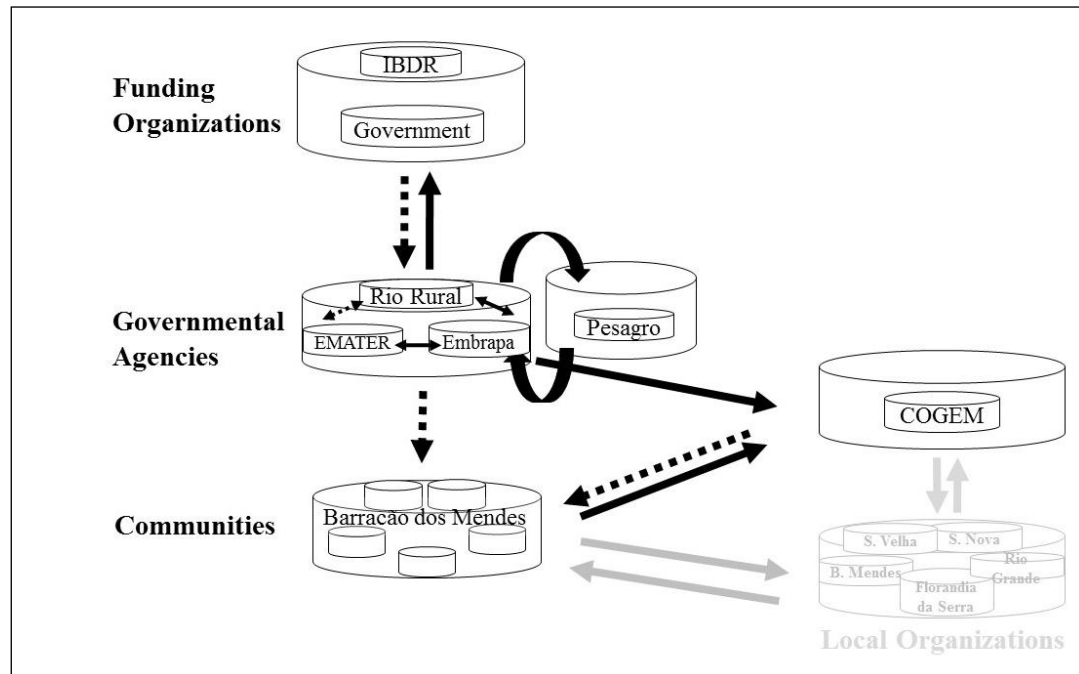 IBDR
Funding
Organizations
Government
Rio Rural
EMATER
Embrapa
Pesagro
Governmental
Agencies
COGEM
Communities
Barracão dos Mendes
S. Velha
S. Nova
B. Mendes
Rio
Grande
Florandia
da Serra
Local Organizations